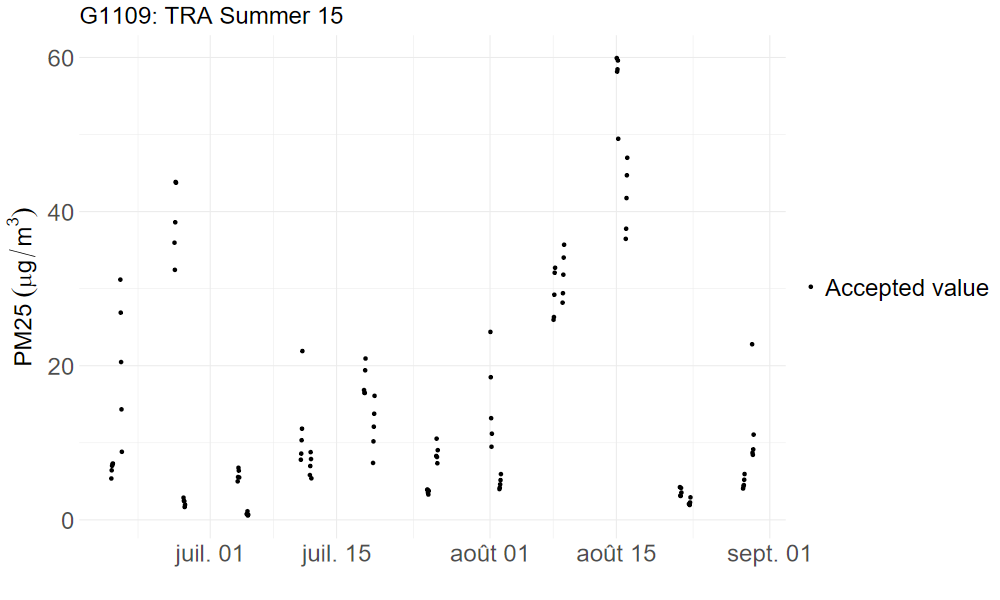 G1109: TRA Summer 15
60
40
20
0
PM25 (μg/m³)
juil. 01
juil. 15
août 01
août 15
sept. 01
Accepted value